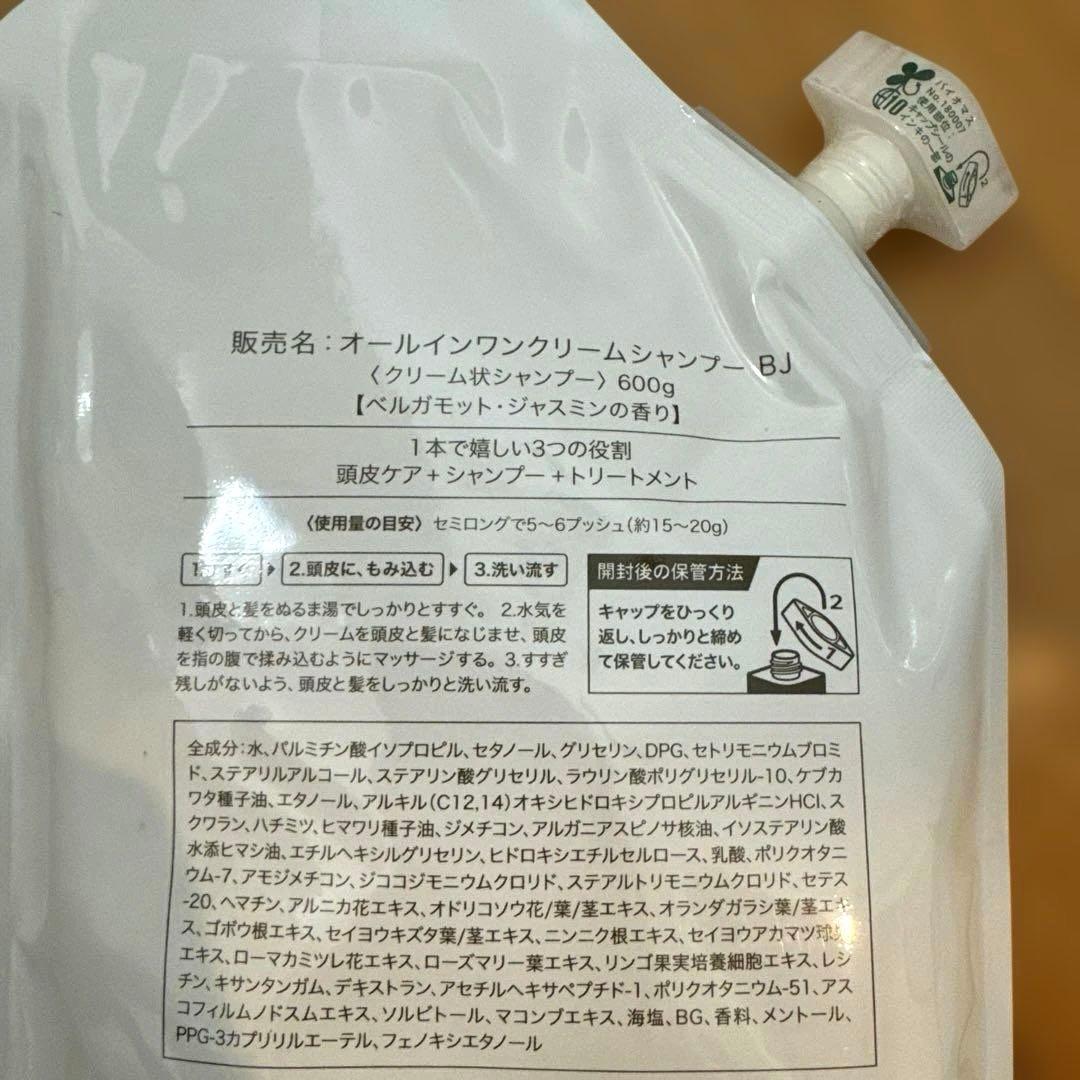 バイオマス
No.180007
使用部位：
キャップシールの
インキの一部
10
2
販売名：オールインワンクリームシャンプー BJ
〈クリーム状シャンプー〉600g
【ベルガモット・ジャスミンの香り】
1本で嬉しい3つの役割
頭皮ケア＋シャンプー＋トリートメント
〈使用量の目安〉セミロングで5〜6プッシュ（約15〜20g）
1. 2.頭皮に、もみ込む 3.洗い流す
1.頭皮と髪をぬるま湯でしっかりとすすぐ。 2.水気を
軽く切ってから、クリームを頭皮と髪になじませ、頭皮
を指の腹で揉み込むようにマッサージする。3.すすぎ
残しがないよう、頭皮と髪をしっかりと洗い流す。
開封後の保管方法
キャップをひっくり
返し、しっかりと締め
て保管してください。
2
1
全成分：水、パルミチン酸イソプロピル、セタノール、グリセリン、DPG、セトリモニウムブロミ
ド、ステアリルアルコール、ステアリン酸グリセリル、ラウリン酸ポリグリセリル-10、ケブカ
ワタ種子油、エタノール、アルキル（C12,14）オキシヒドロキシプロピルアルギニンHCl、ス
クワラン、ハチミツ、ヒマワリ種子油、ジメチコン、アルガニアスピノサ核油、イソステアリン酸
水添ヒマシ油、エチルヘキシルグリセリン、ヒドロキシエチルセルロース、乳酸、ポリクオタニ
ウム-7、アモジメチコン、ジココジモニウムクロリド、ステアルトリモニウムクロリド、セテス
-20、ヘマチン、アルニカ花エキス、オドリコソウ花/葉/茎エキス、オランダガラシ葉/茎エキ
ス、ゴボウ根エキス、セイヨウキズタ葉/茎エキス、ニンニク根エキス、セイヨウアカマツ球果
エキス、ローマカミツレ花エキス、ローズマリー葉エキス、リンゴ果実培養細胞エキス、レシ
チン、キサンタンガム、デキストラン、アセチルヘキサペプチド-1、ポリクオタニウム-51、アス
コフィルムノドスムエキス、ソルビトール、マコンブエキス、海塩、BG、香料、メントール、
PPG-3カプリリルエーテル、フェノキシエタノール